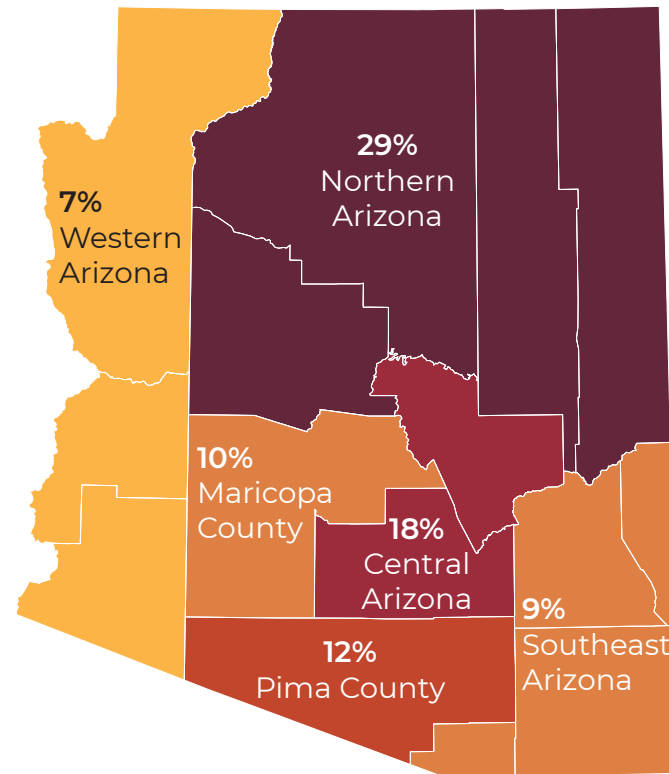 29%
Northern
Arizona
7%
Western
Arizona
10%
Maricopa
County
18%
Central
Arizona
9%
Southeast
Arizona
12%
Pima County